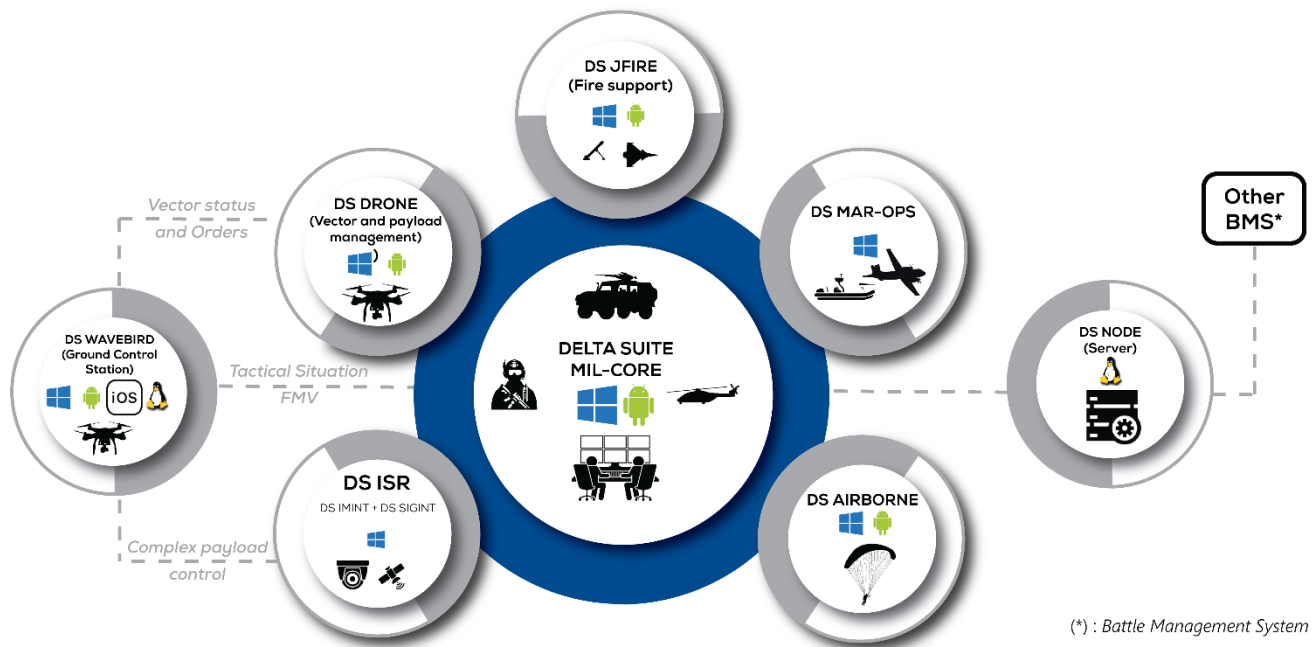 DS JFIRE
(Fire support)
Vector status
and Orders
DS DRONE
(Vector and payload
management)
)
DS MAR-OPS
Other
BMS*
DS WAVEBIRD
(Ground Control
Station)
iOS
Tactical Situation
FMV
DELTA SUITE
MIL-CORE
DS NODE
(Server)
DS ISR
DS IMINT + DS SIGINT
Complex payload
control
DS AIRBORNE
(*) : Battle Management System